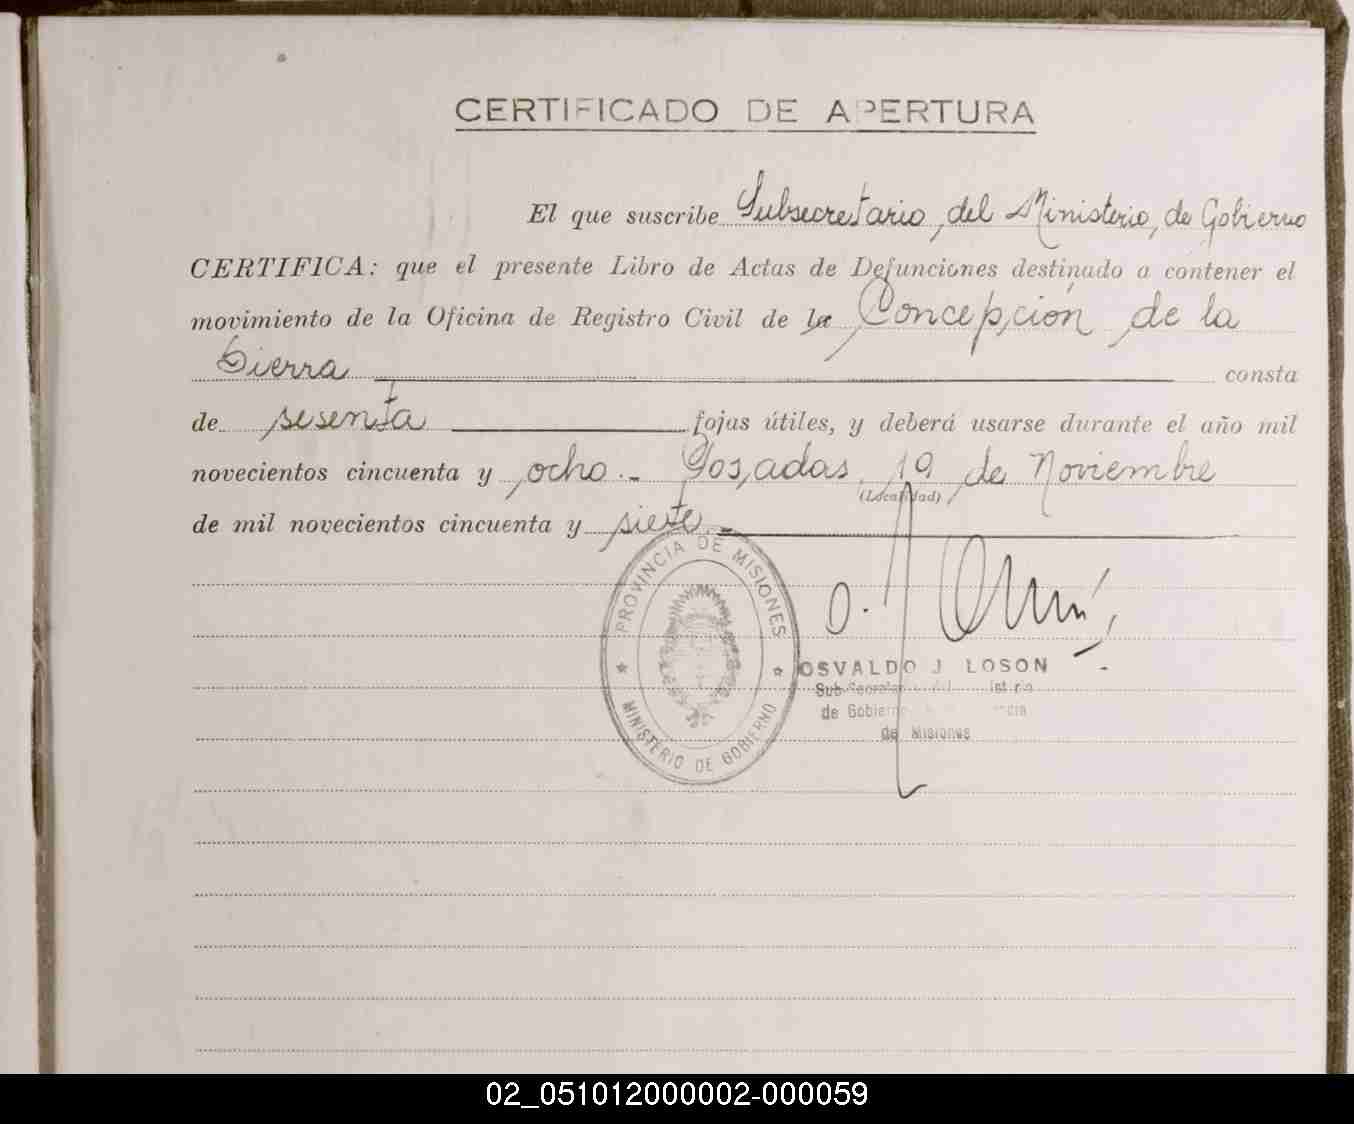 CERTIFICADO DE APERTURA
El que suscribe Subsecretario, del Ministerio, de Gobierno
CERTIFICA: que el presente Libro de Actas de Defunciones destinado a contener el
movimiento de la Oficina de Registro Civil de la Concepción de la
Sierra consta
de sesenta fojas útiles, y deberá usarse durante el año mil
novecientos cincuenta y ocho.- Posadas, 19 de Noviembre
(Localidad)
de mil novecientos cincuenta y siete.-
PROVINCIA DE MISIONES
MINISTERIO DE GOBIERNO
OSVALDO J. LOSON
Sub-Secretario
de Gobierno
de Misiones
02_051012000002-000059